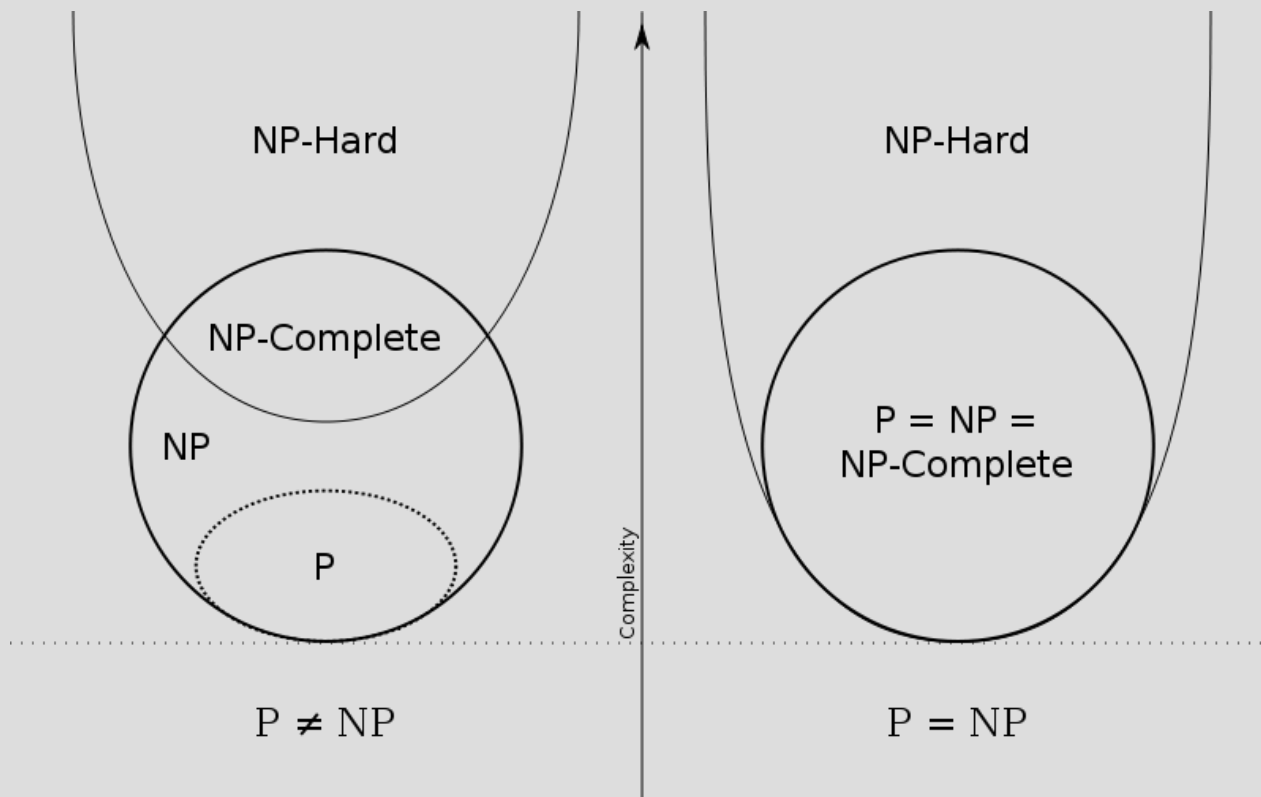 NP-Hard
NP-Complete
NP
P
P ≠ NP
Complexity
NP-Hard
P = NP =
NP-Complete
P = NP